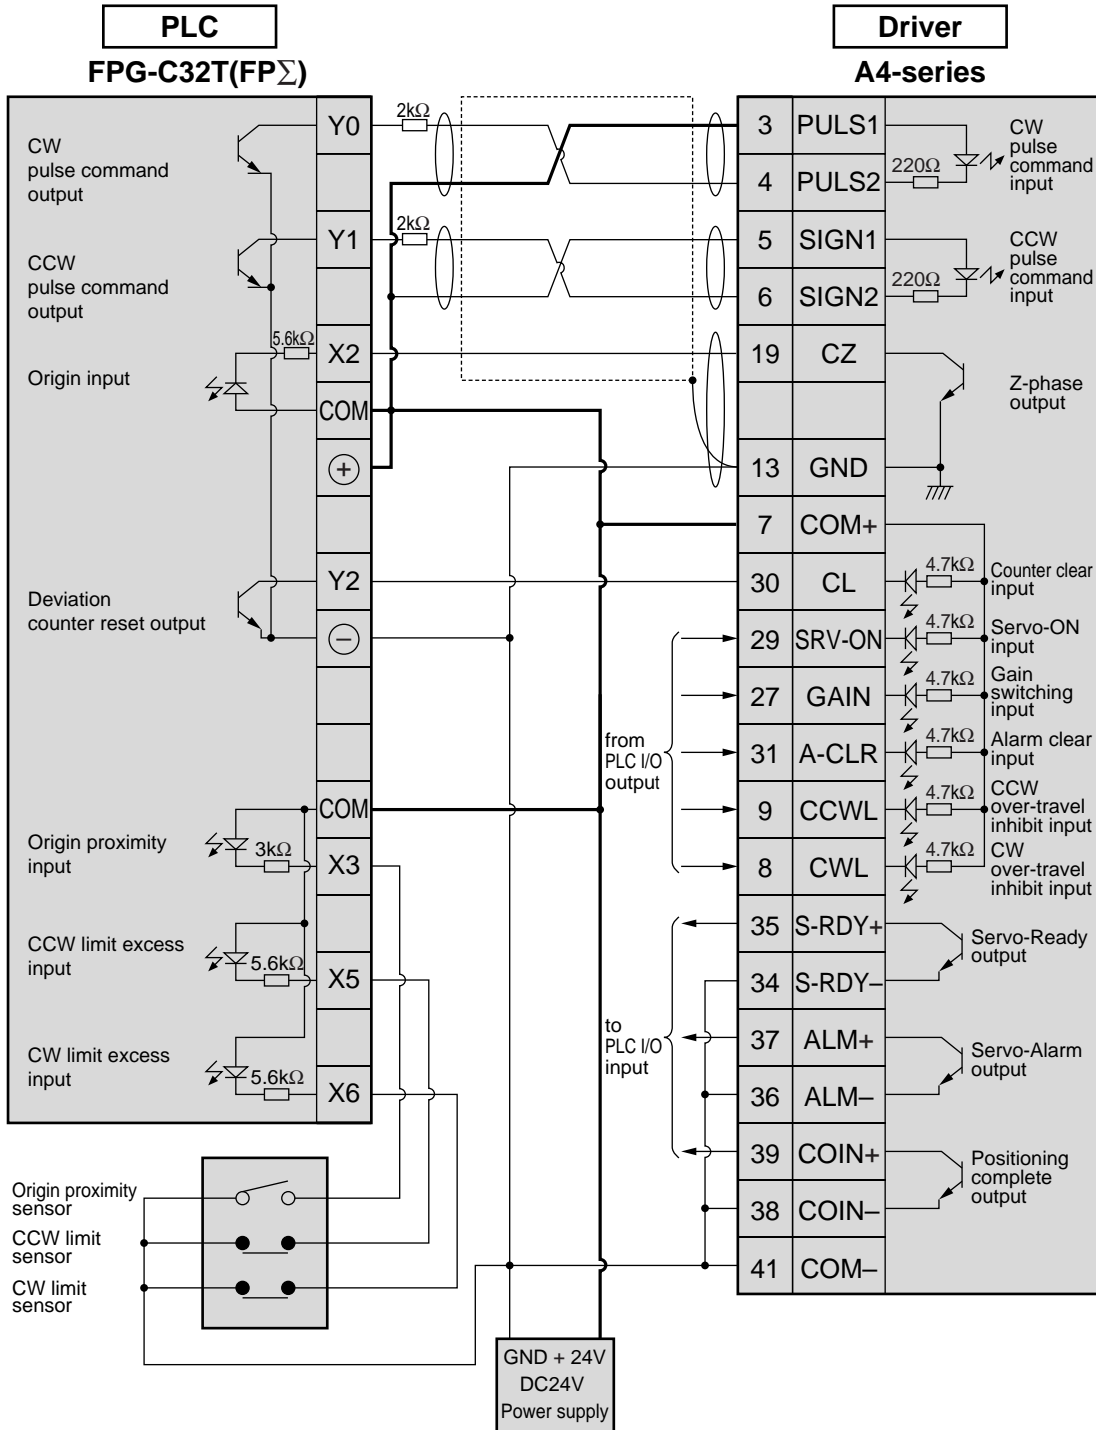 PLC
FPG-C32T(FPΣ)
Driver
A4-series
CW
pulse command
output
CCW
pulse command
output
Origin input
Deviation
counter reset output
Origin proximity
input
CCW limit excess
input
CW limit excess
input
5.6kΩ
3kΩ
5.6kΩ
5.6kΩ
Y0
Y1
X2
COM
+
Y2
−
COM
X3
X5
X6
2kΩ
2kΩ
from
PLC I/O
output
to
PLC I/O
input
3 PULS1
4 PULS2
5 SIGN1
6 SIGN2
19 CZ
13 GND
7 COM+
30 CL
29 SRV-ON
27 GAIN
31 A-CLR
9 CCWL
8 CWL
35 S-RDY+
34 S-RDY–
37 ALM+
36 ALM–
39 COIN+
38 COIN–
41 COM–
220Ω
CW
pulse
command
input
220Ω
CCW
pulse
command
input
Z-phase
output
4.7kΩ
Counter clear
input
4.7kΩ
Servo-ON
input
4.7kΩ
Gain
switching
input
4.7kΩ
Alarm clear
input
4.7kΩ
CCW
over-travel
inhibit input
4.7kΩ
CW
over-travel
inhibit input
Servo-Ready
output
Servo-Alarm
output
Positioning
complete
output
Origin proximity
sensor
CCW limit
sensor
CW limit
sensor
GND + 24V
DC24V
Power supply